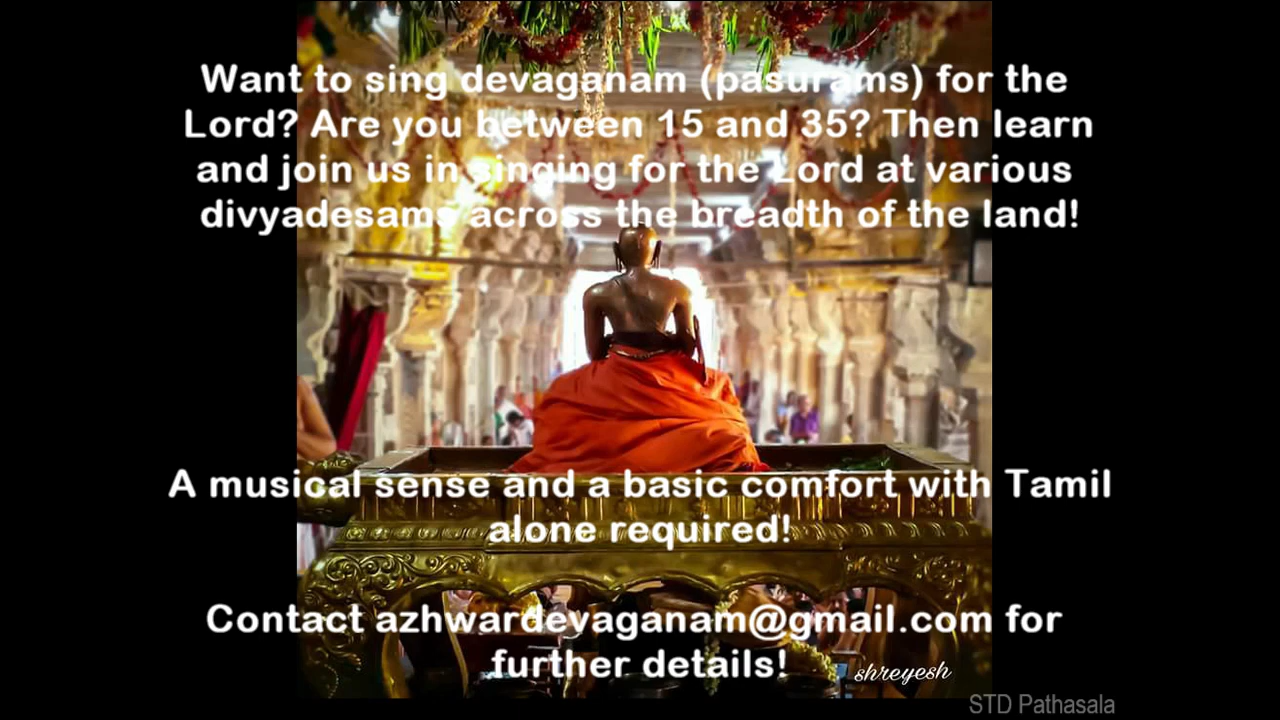 Want to sing devaganam (pasurams) for the
Lord? Are you between 15 and 35? Then learn
and join us in singing for the Lord at various
divyadesams across the breadth of the land!
A musical sense and a basic comfort with Tamil
alone required!
Contact azhwardevaganam@gmail.com for
further details!
shreyesh
STD Pathasala